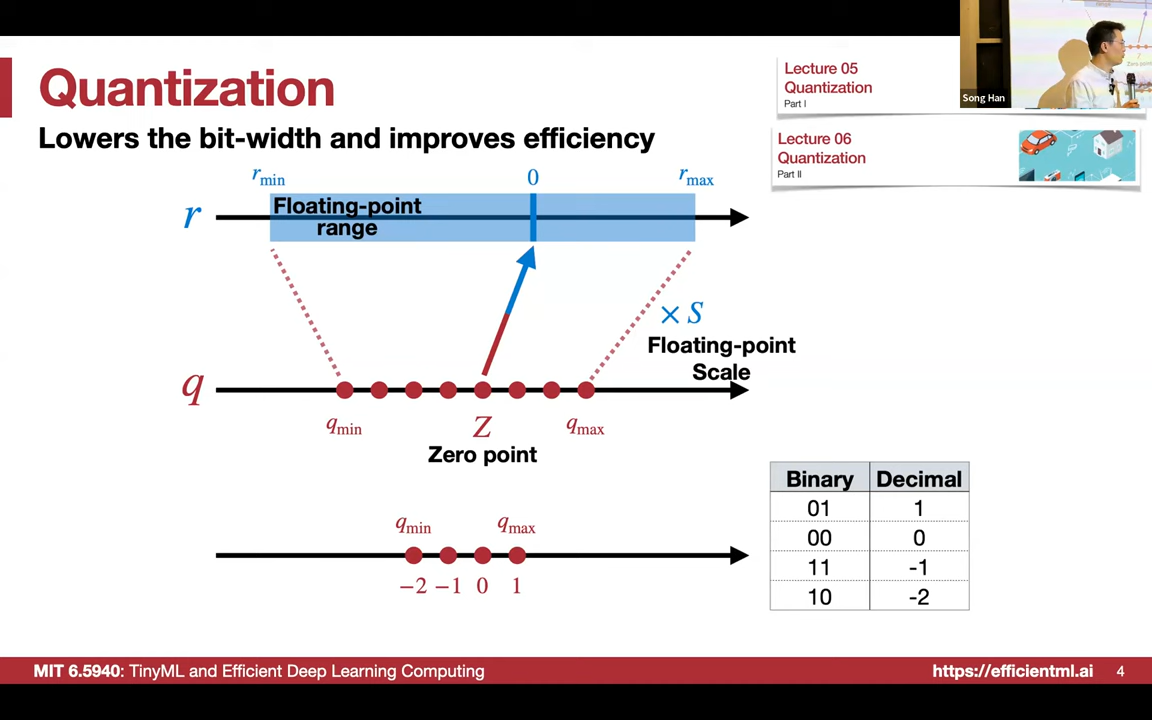 Quantization
Lowers the bit-width and improves efficiency
Lecture 05
Quantization
Part I
Song Han
Lecture 06
Quantization
Part II
r_min
0
r_max
r
Floating-point
range
× S
Floating-point
Scale
q
q_min
Z
q_max
Zero point
q_min
q_max
−2 −1 0 1
Binary Decimal
01 1
00 0
11 -1
10 -2
MIT 6.5940: TinyML and Efficient Deep Learning Computing
https://efficientml.ai 4